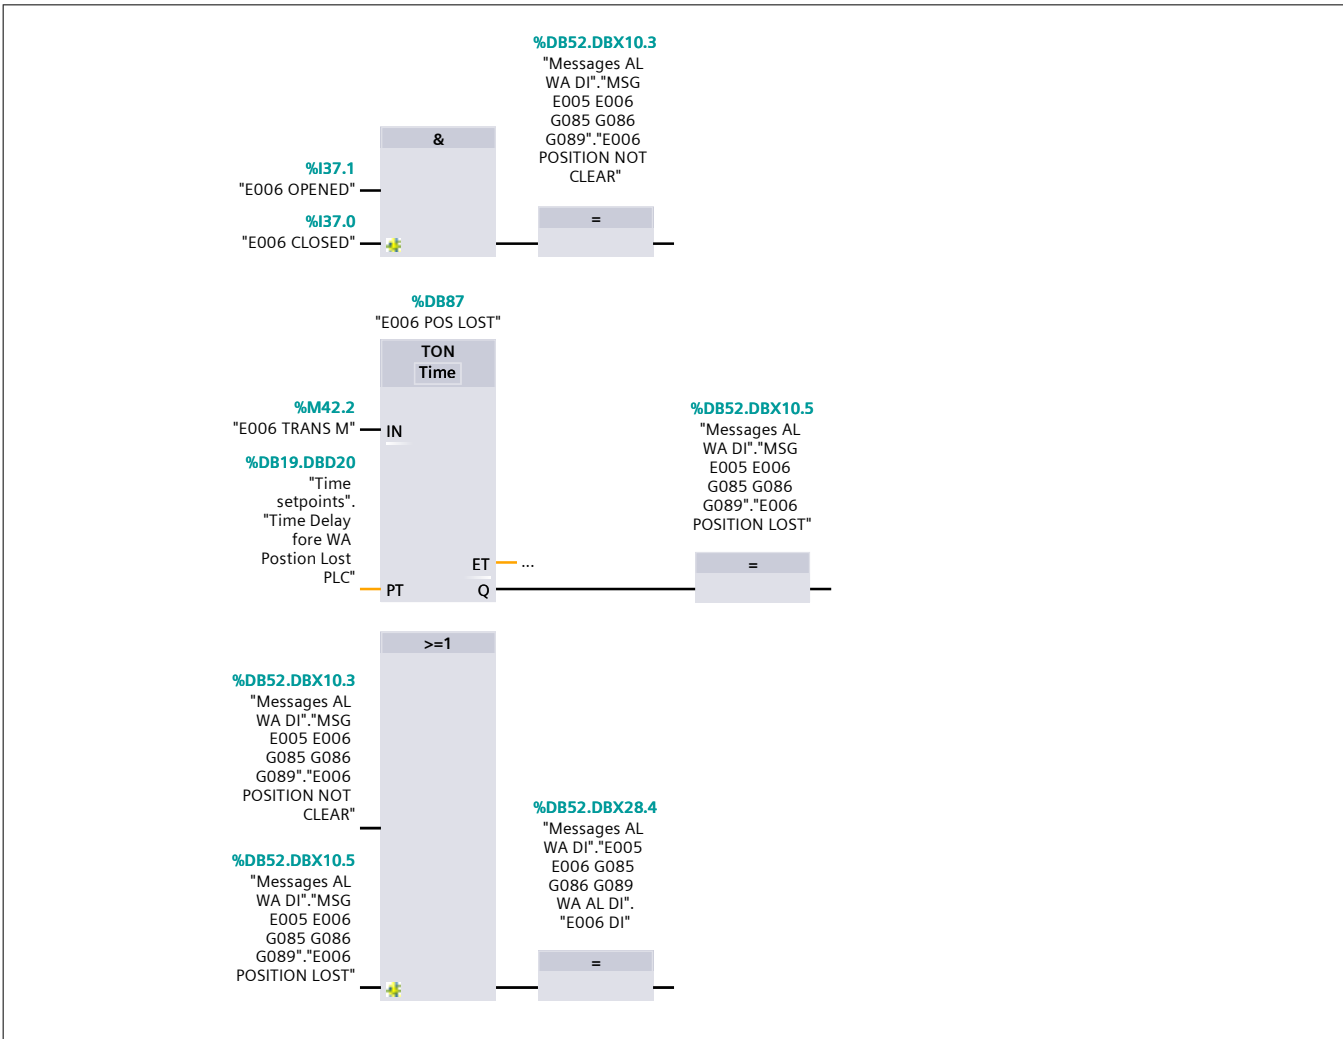 %DB52.DBX10.3
"Messages AL
WA DI"."MSG
E005 E006
G085 G086
G089"."E006
POSITION NOT
CLEAR"
&
%I37.1
"E006 OPENED"
%I37.0
"E006 CLOSED"
=
%DB87
"E006 POS LOST"
TON
Time
%M42.2
"E006 TRANS M"
IN
%DB19.DBD20
"Time
setpoints".
"Time Delay
fore WA
Postion Lost
PLC"
PT
ET
...
Q
%DB52.DBX10.5
"Messages AL
WA DI"."MSG
E005 E006
G085 G086
G089"."E006
POSITION LOST"
=
>=1
%DB52.DBX10.3
"Messages AL
WA DI"."MSG
E005 E006
G085 G086
G089"."E006
POSITION NOT
CLEAR"
%DB52.DBX10.5
"Messages AL
WA DI"."MSG
E005 E006
G085 G086
G089"."E006
POSITION LOST"
%DB52.DBX28.4
"Messages AL
WA DI"."E005
E006 G085
G086 G089
WA AL DI".
"E006 DI"
=